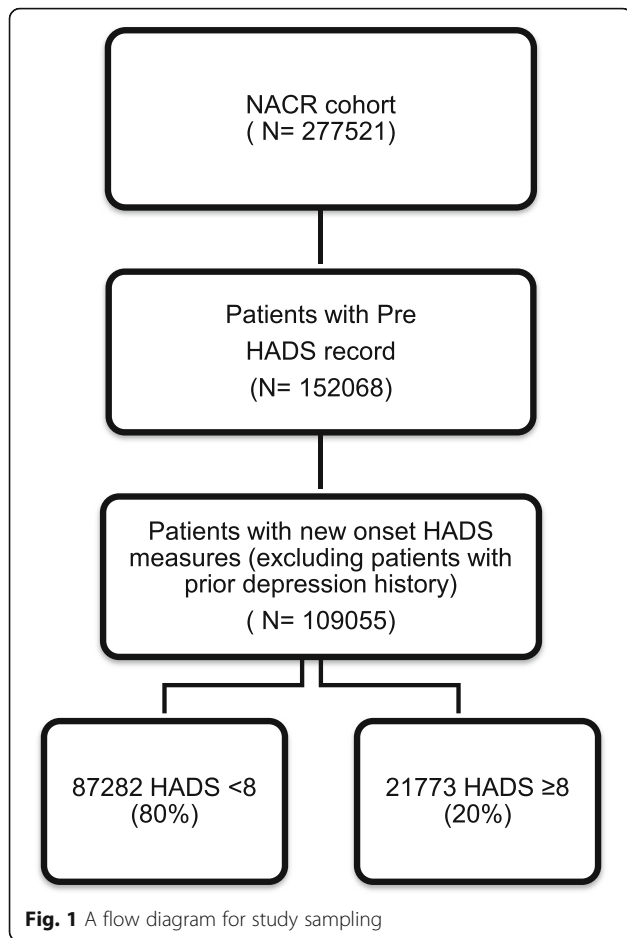 NACR cohort
( N= 277521)
Patients with Pre
HADS record
(N= 152068)
Patients with new onset HADS
measures (excluding patients with
prior depression history)
( N= 109055)
87282 HADS <8
(80%)
21773 HADS ≥8
(20%)
Fig. 1 A flow diagram for study sampling